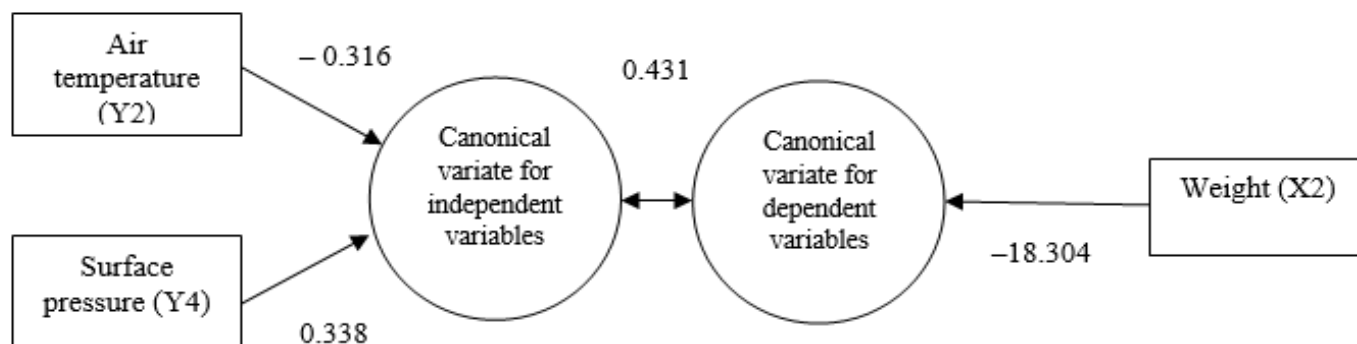 Air
temperature
(Y2)
– 0.316
0.431
Canonical
variate for
independent
variables
Canonical
variate for
dependent
variables
Weight (X2)
–18.304
Surface
pressure (Y4)
0.338